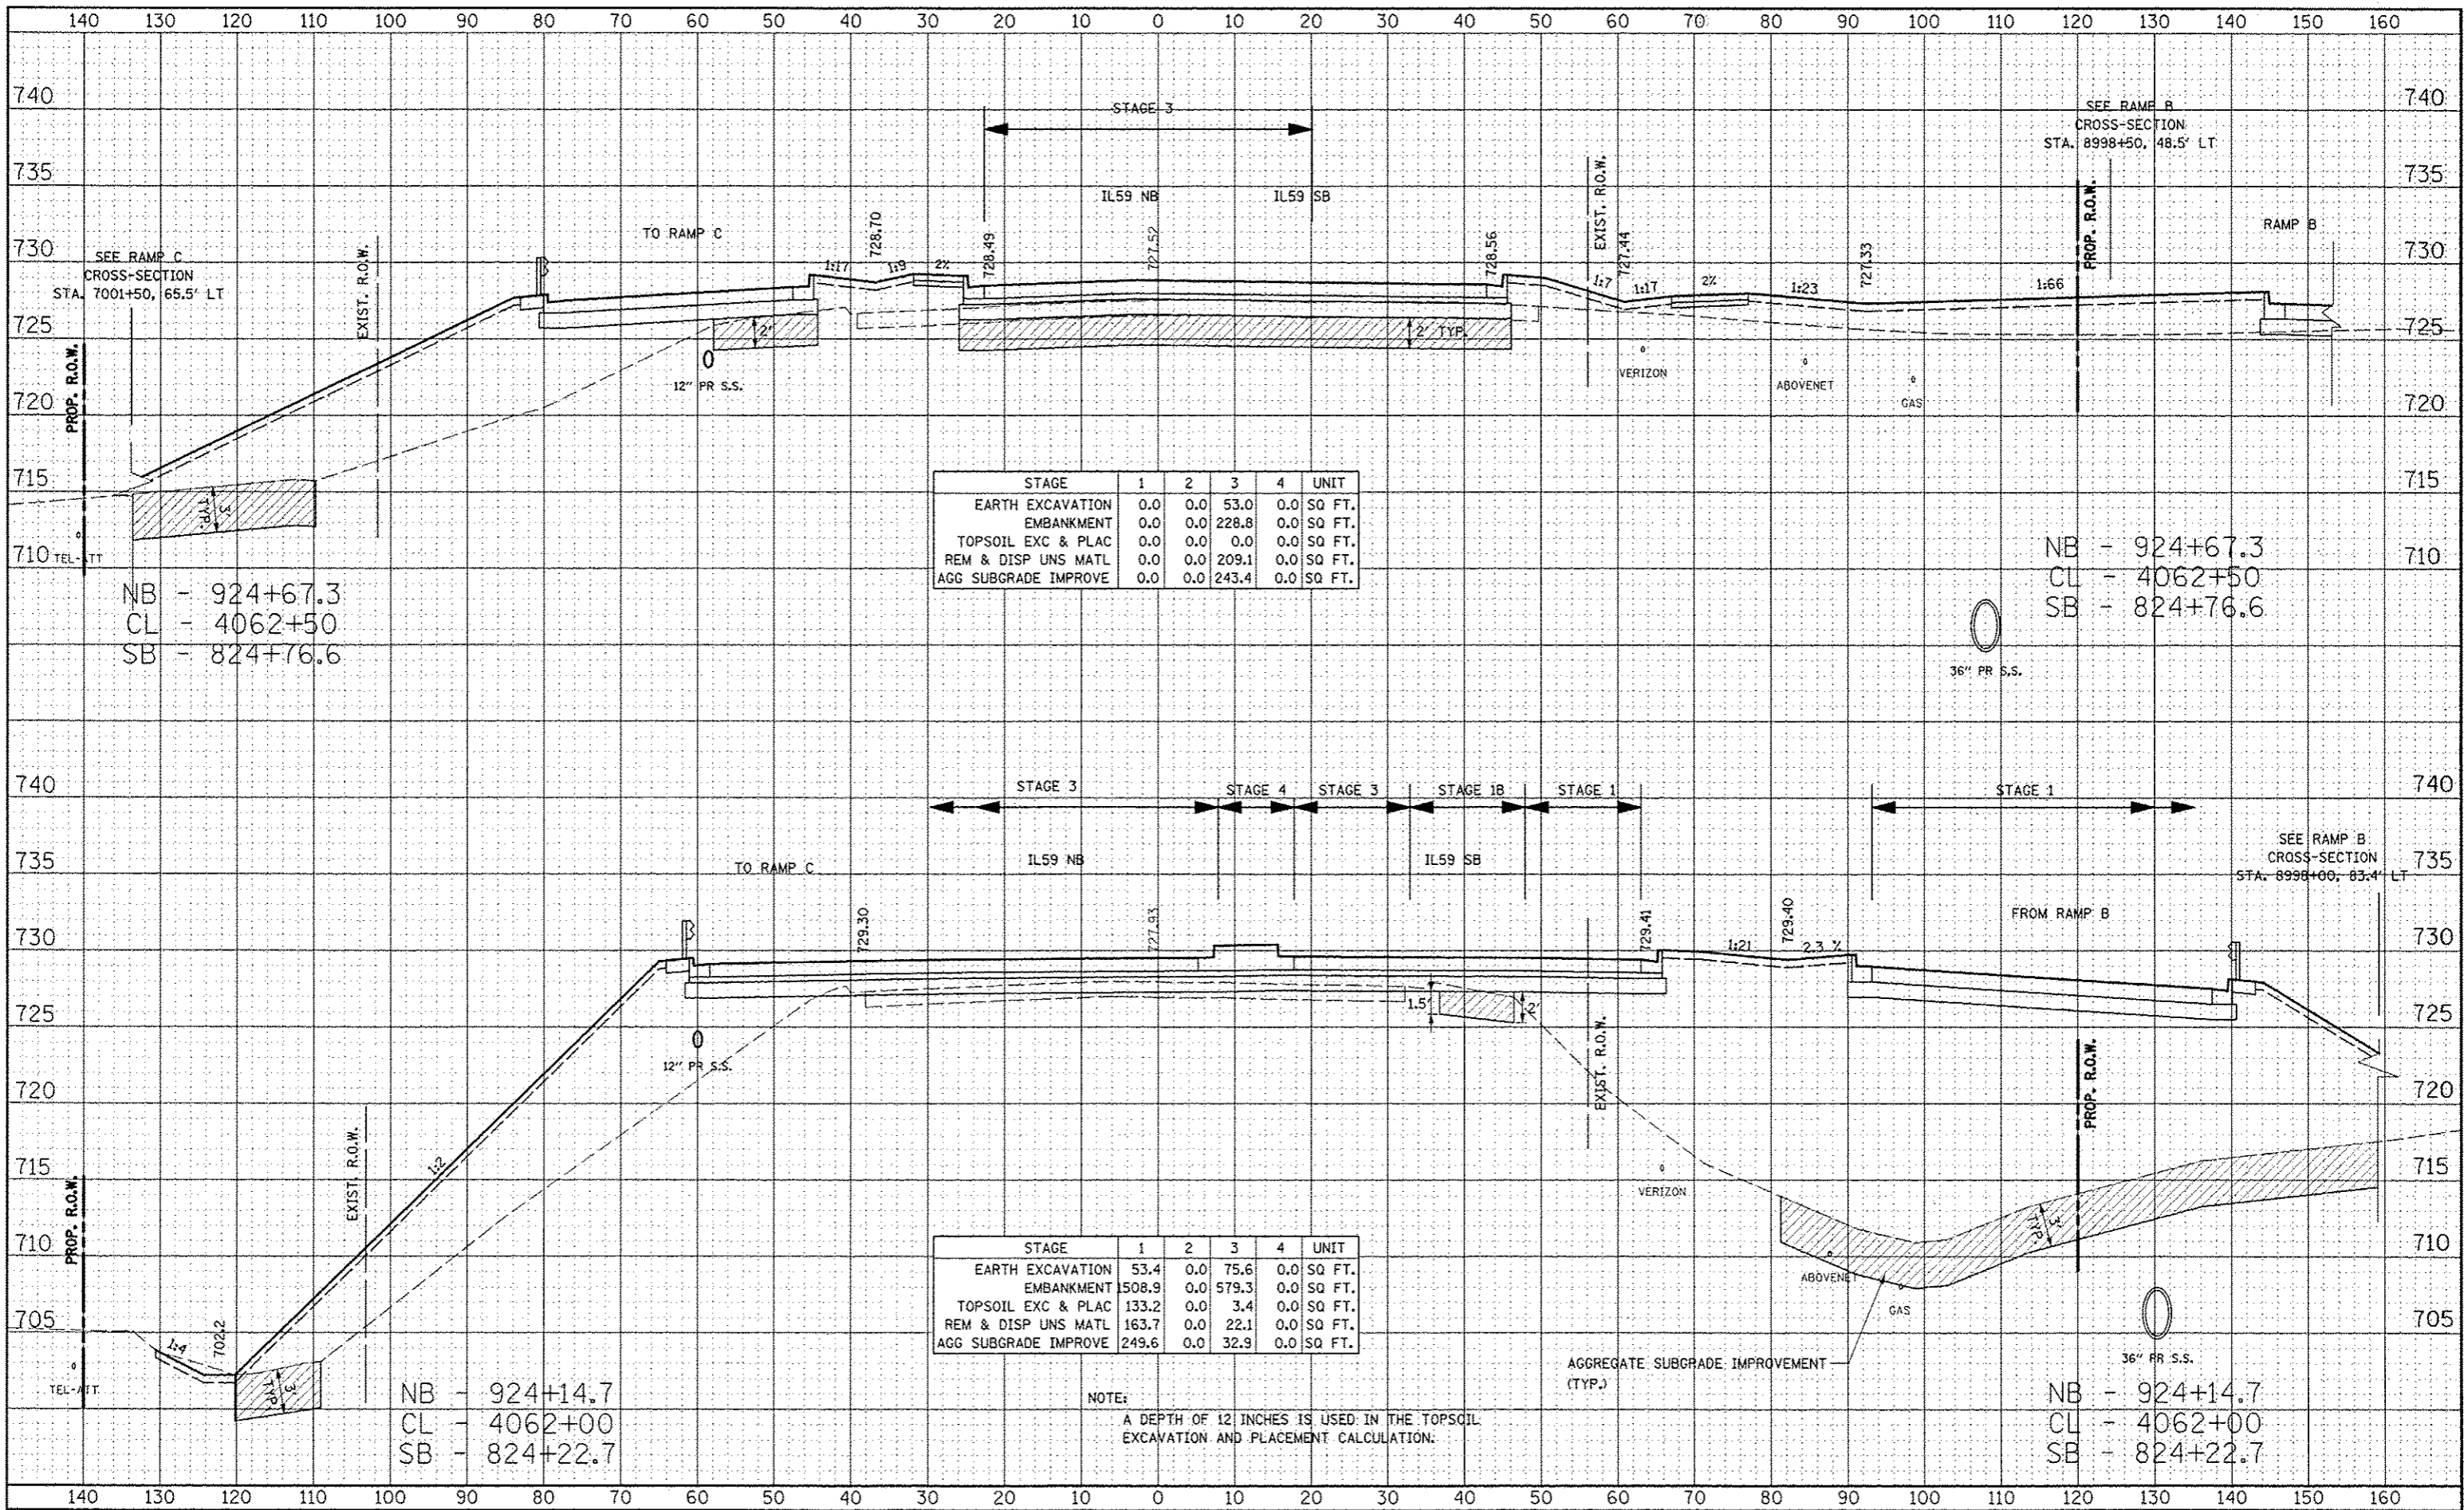 140 130 120 110 100 90 80 70 60 50 40 30 20 10 0 10 20 30 40 50 60 70 80 90 100 110 120 130 140 150 160
740 740
STAGE 3
SEE RAMP B
CROSS-SECTION
STA. 8998+50, 48.5' LT
735 735
IL59 NB IL59 SB
EXIST. R.O.W.
PROP. R.O.W.
RAMP B
TO RAMP C
728.70
728.49
727.52
728.56
727.44
727.33
730 730
SEE RAMP C
CROSS-SECTION
STA. 7001+50, 65.5' LT
EXIST. R.O.W.
1:17 1:9 2% 1:7 1:17 2% 1:23 1:66
725 725
2' 2' TYP.
12" PR S.S.
VERIZON
ABOVENET
GAS
PROP. R.O.W.
720 720
715 715
3' TYP.
710 710
TEL-ATT
STAGE 1 2 3 4 UNIT
EARTH EXCAVATION 0.0 0.0 53.0 0.0 SQ FT.
EMBANKMENT 0.0 0.0 228.8 0.0 SQ FT.
TOPSOIL EXC & PLAC 0.0 0.0 0.0 0.0 SQ FT.
REM & DISP UNS MATL 0.0 0.0 209.1 0.0 SQ FT.
AGG SUBGRADE IMPROVE 0.0 0.0 243.4 0.0 SQ FT.
NB - 924+67.3
CL - 4062+50
SB - 824+76.6
NB - 924+67.3
CL - 4062+50
SB - 824+76.6
36" PR S.S.
740 740
STAGE 3 STAGE 4 STAGE 3 STAGE 1B STAGE 1 STAGE 1
SEE RAMP B
CROSS-SECTION
STA. 8998+00, 83.4' LT
735 735
TO RAMP C IL59 NB IL59 SB
FROM RAMP B
729.30
727.93
729.41
729.40
730 730
1:21 2.3 %
725 725
1.5' 2'
12" PR S.S.
EXIST. R.O.W.
PROP. R.O.W.
720 720
EXIST. R.O.W.
1:2
715 715
VERIZON
PROP. R.O.W.
3' TYP.
710 710
ABOVENET
GAS
705 705
1:4
702.2
TEL-ATT
3' TYP.
STAGE 1 2 3 4 UNIT
EARTH EXCAVATION 53.4 0.0 75.6 0.0 SQ FT.
EMBANKMENT 1508.9 0.0 579.3 0.0 SQ FT.
TOPSOIL EXC & PLAC 133.2 0.0 3.4 0.0 SQ FT.
REM & DISP UNS MATL 163.7 0.0 22.1 0.0 SQ FT.
AGG SUBGRADE IMPROVE 249.6 0.0 32.9 0.0 SQ FT.
AGGREGATE SUBGRADE IMPROVEMENT
(TYP.)
36" PR S.S.
NB - 924+14.7
CL - 4062+00
SB - 824+22.7
NOTE:
A DEPTH OF 12 INCHES IS USED IN THE TOPSOIL
EXCAVATION AND PLACEMENT CALCULATION.
NB - 924+14.7
CL - 4062+00
SB - 824+22.7
140 130 120 110 100 90 80 70 60 50 40 30 20 10 0 10 20 30 40 50 60 70 80 90 100 110 120 130 140 150 160